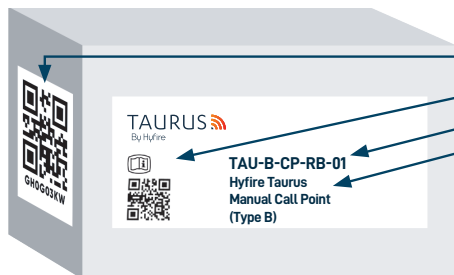 GHOG03KW
TAURUS
By Hyfire
TAU-B-CP-RB-01
Hyfire Taurus
Manual Call Point
(Type B)